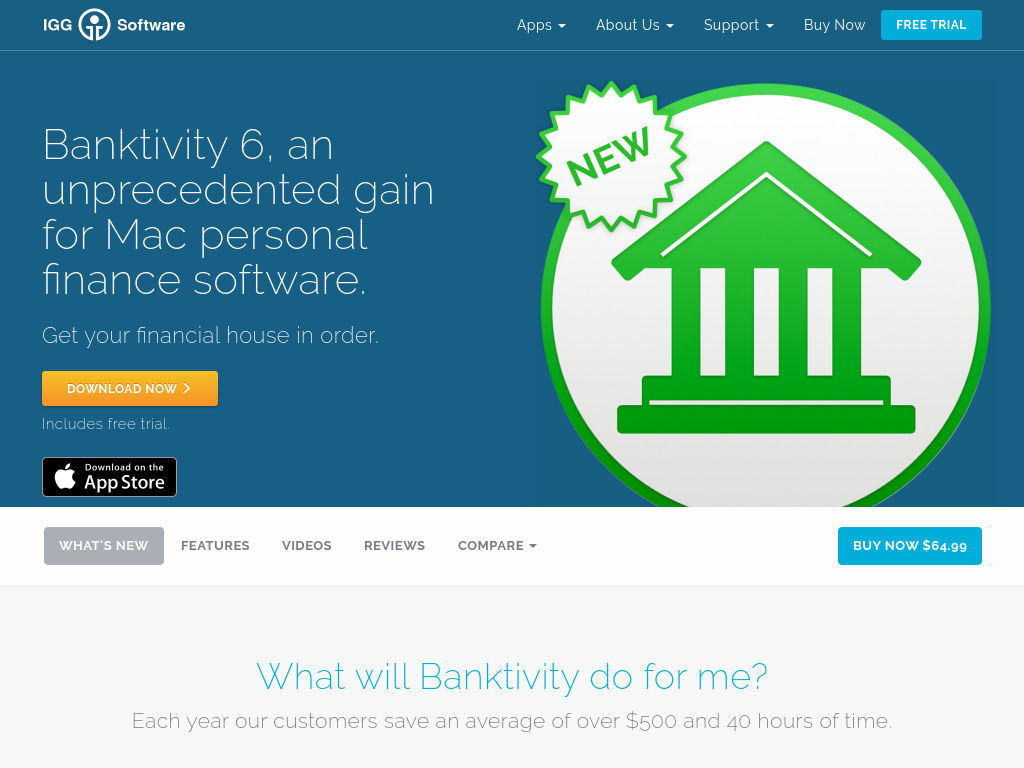 IGG Software
Apps
About Us
Support
Buy Now
FREE TRIAL
NEW
Banktivity 6, an
unprecedented gain
for Mac personal
finance software.
Get your financial house in order.
DOWNLOAD NOW
Includes free trial.
Download on the
App Store
WHAT'S NEW
FEATURES
VIDEOS
REVIEWS
COMPARE
BUY NOW $64.99
What will Banktivity do for me?
Each year our customers save an average of over $500 and 40 hours of time.